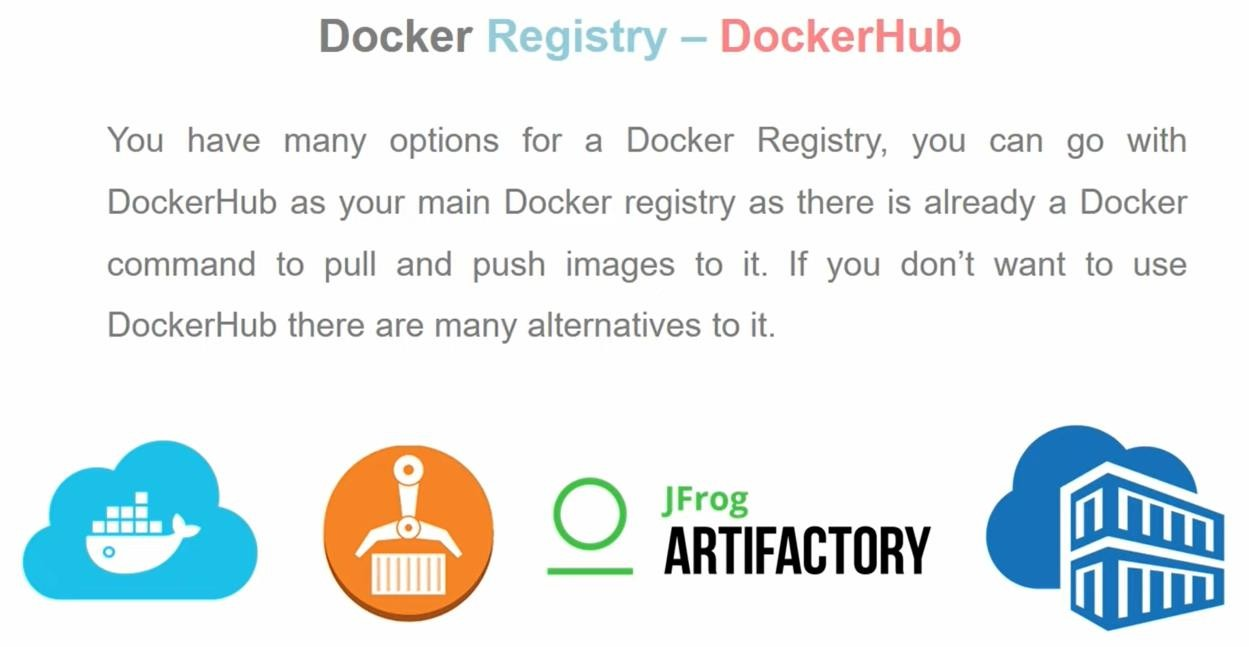 Docker Registry – DockerHub
You have many options for a Docker Registry, you can go with
DockerHub as your main Docker registry as there is already a Docker
command to pull and push images to it. If you don’t want to use
DockerHub there are many alternatives to it.
JFrog
ARTIFACTORY